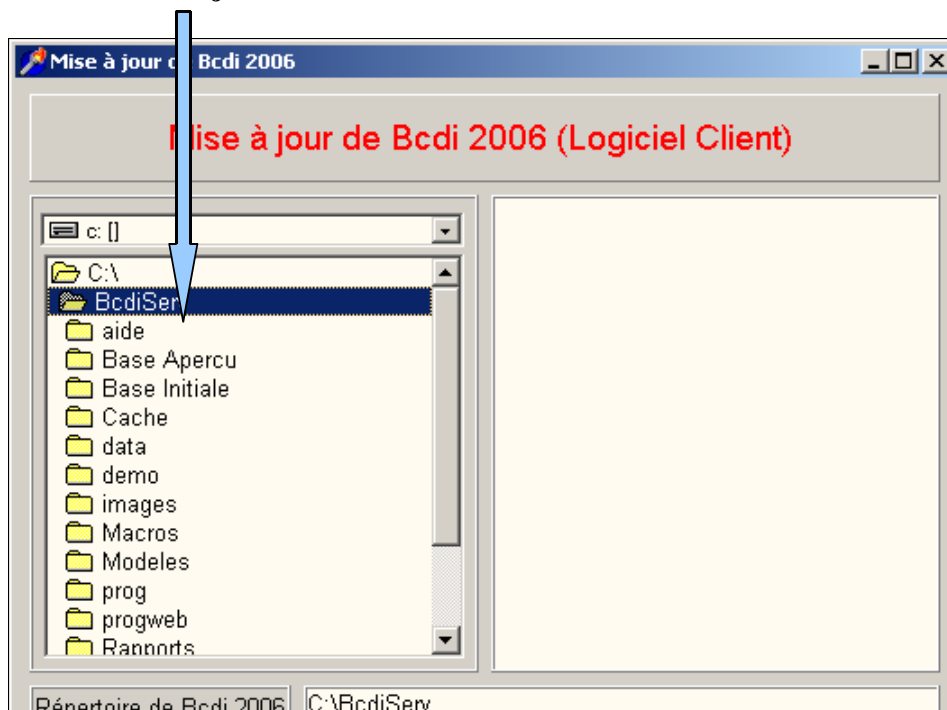 Mise à jour de Bcdi 2006
Mise à jour de Bcdi 2006 (Logiciel Client)
c: []
C:\
BcdiServ
aide
Base Apercu
Base Initiale
Cache
data
demo
images
Macros
Modeles
prog
progweb
Rapports
Répertoire de Bcdi 2006
C:\BcdiServ